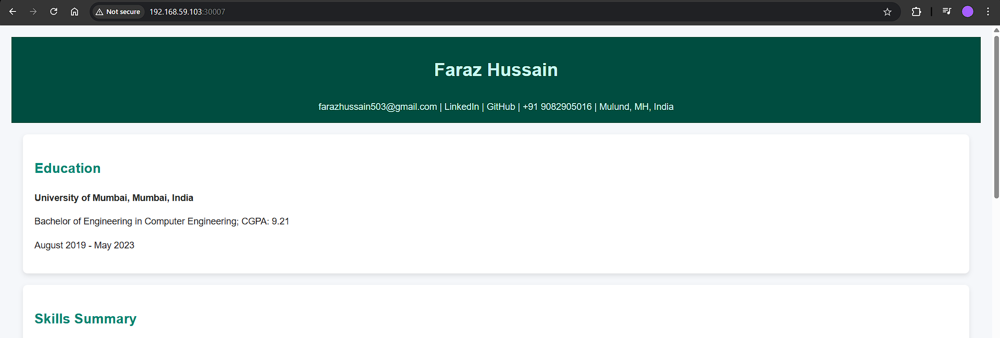 Not secure 192.168.59.103:30007
Faraz Hussain
farazhussain503@gmail.com | LinkedIn | GitHub | +91 9082905016 | Mulund, MH, India
Education
University of Mumbai, Mumbai, India
Bachelor of Engineering in Computer Engineering; CGPA: 9.21
August 2019 - May 2023
Skills Summary